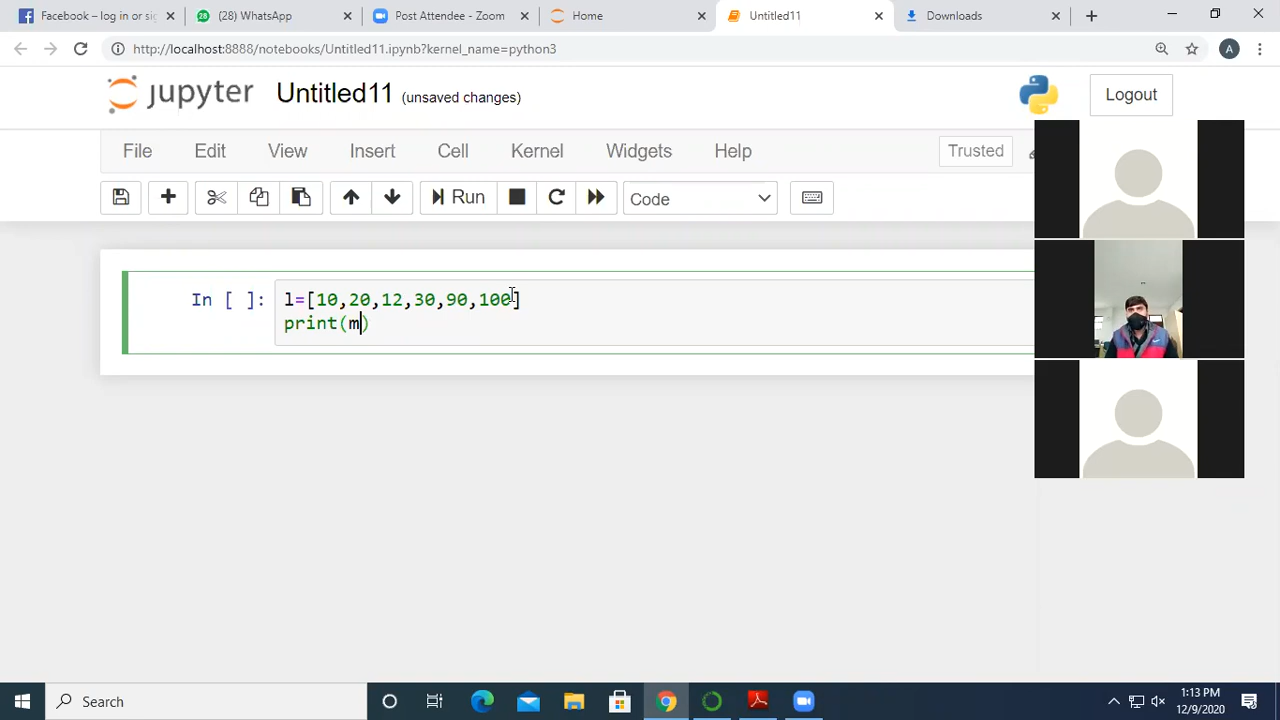 Facebook – log in or sig
(28) WhatsApp
Post Attendee - Zoom
Home
Untitled11
Downloads
http://localhost:8888/notebooks/Untitled11.ipynb?kernel_name=python3
A
jupyter Untitled11 (unsaved changes)
Logout
File Edit View Insert Cell Kernel Widgets Help
Trusted
Run
Code
In [ ]: l=[10,20,12,30,90,100]
print(m)
Search
1:13 PM
12/9/2020